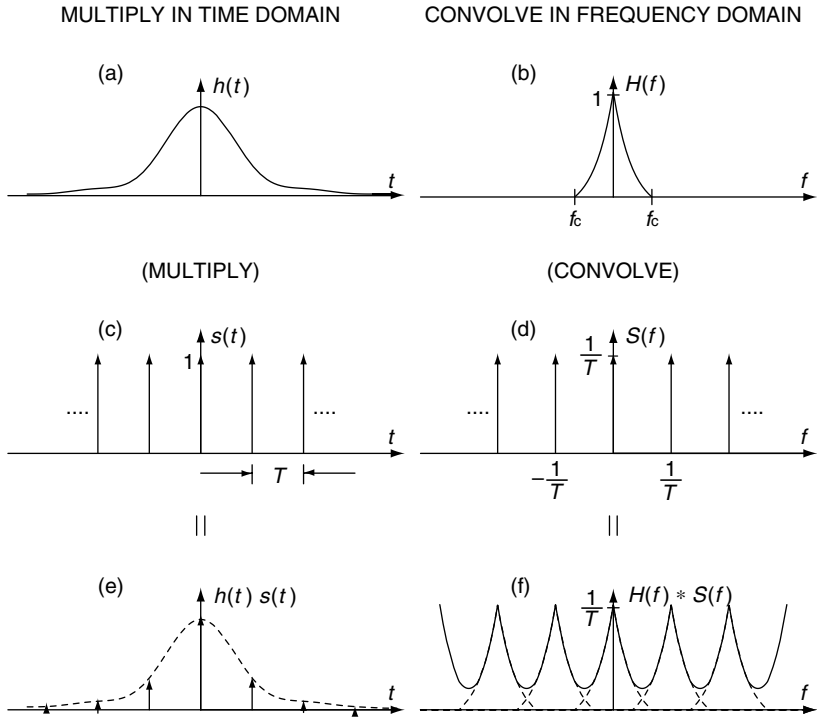 MULTIPLY IN TIME DOMAIN
CONVOLVE IN FREQUENCY DOMAIN
(a)
h(t)
t
(b)
H(f)
1
f
fc
fc
(MULTIPLY)
(CONVOLVE)
(c)
s(t)
1
....
....
t
T
(d)
S(f)
1/T
....
....
f
-1/T
1/T
||
||
(e)
h(t) s(t)
t
(f)
H(f) * S(f)
1/T
f